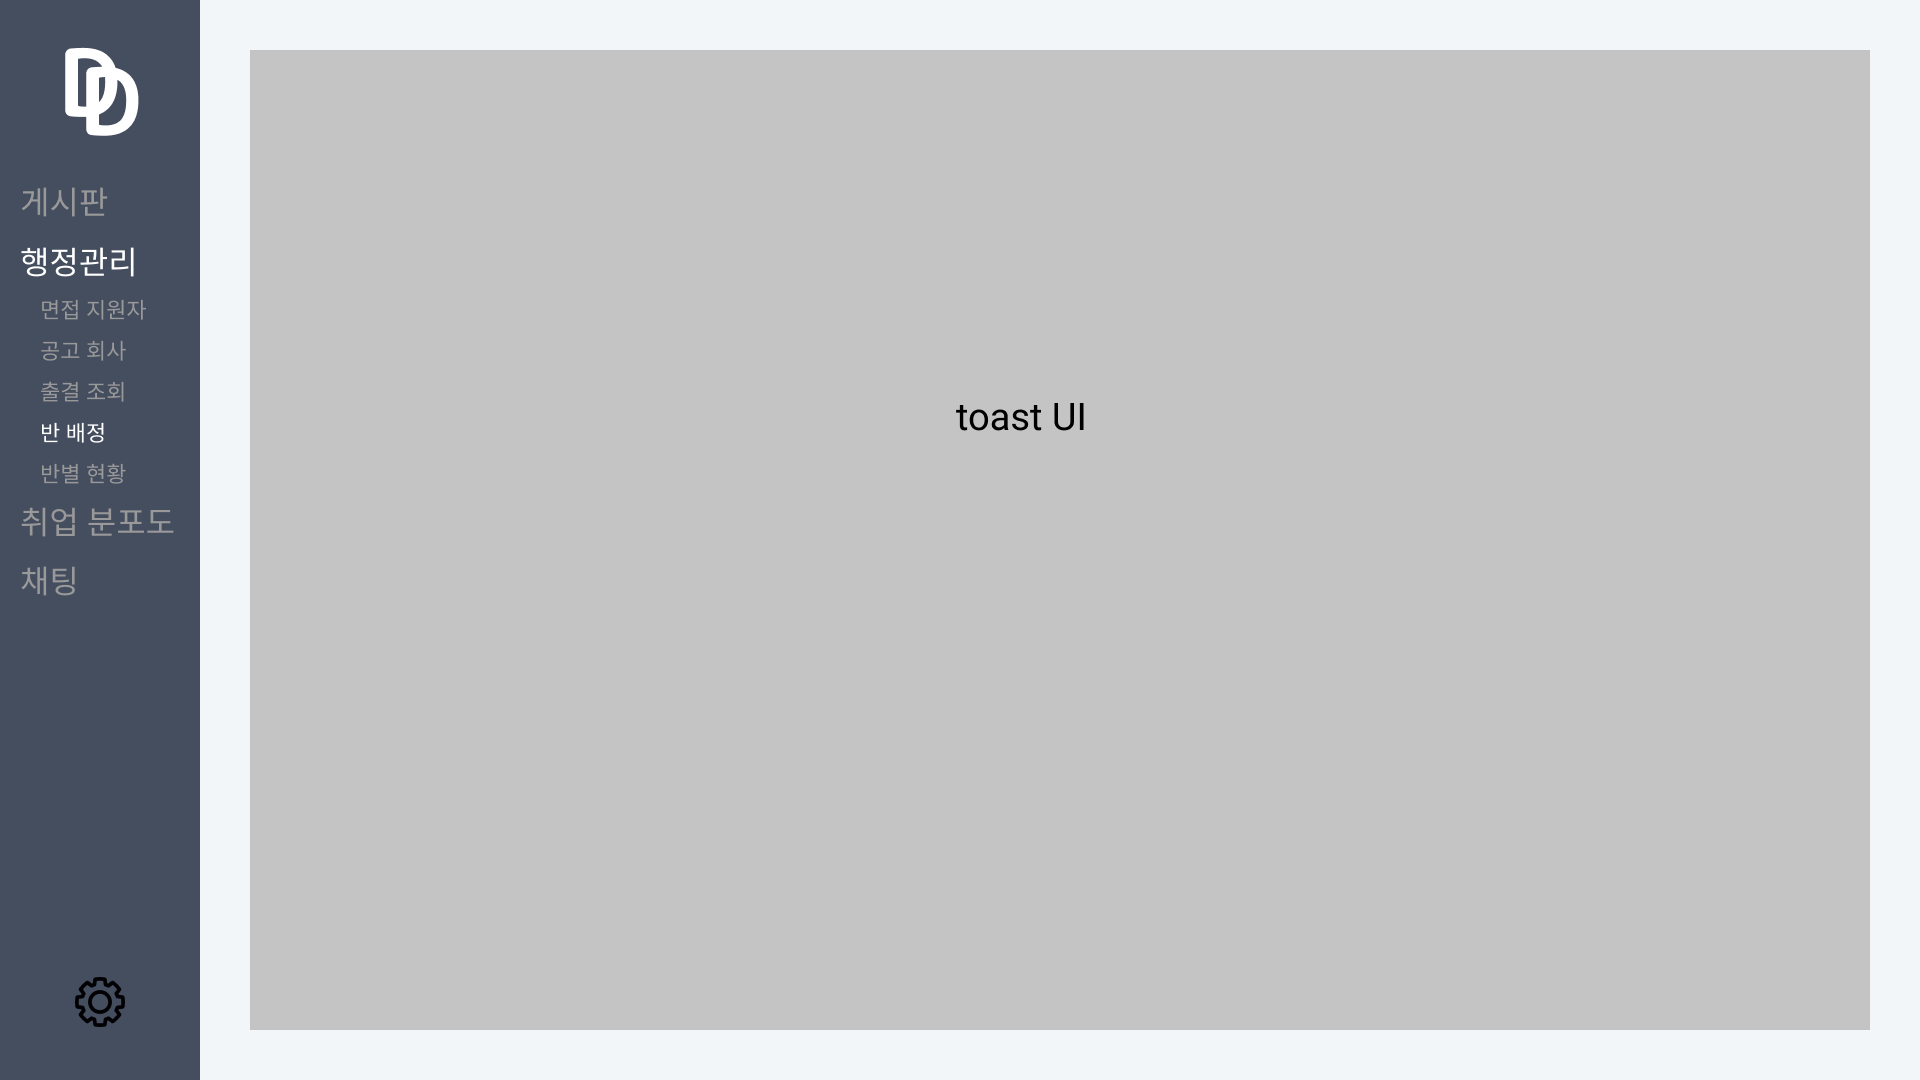 DD
게시판
행정관리
면접 지원자
공고 회사
출결 조회
반 배정
반별 현황
취업 분포도
채팅
toast UI